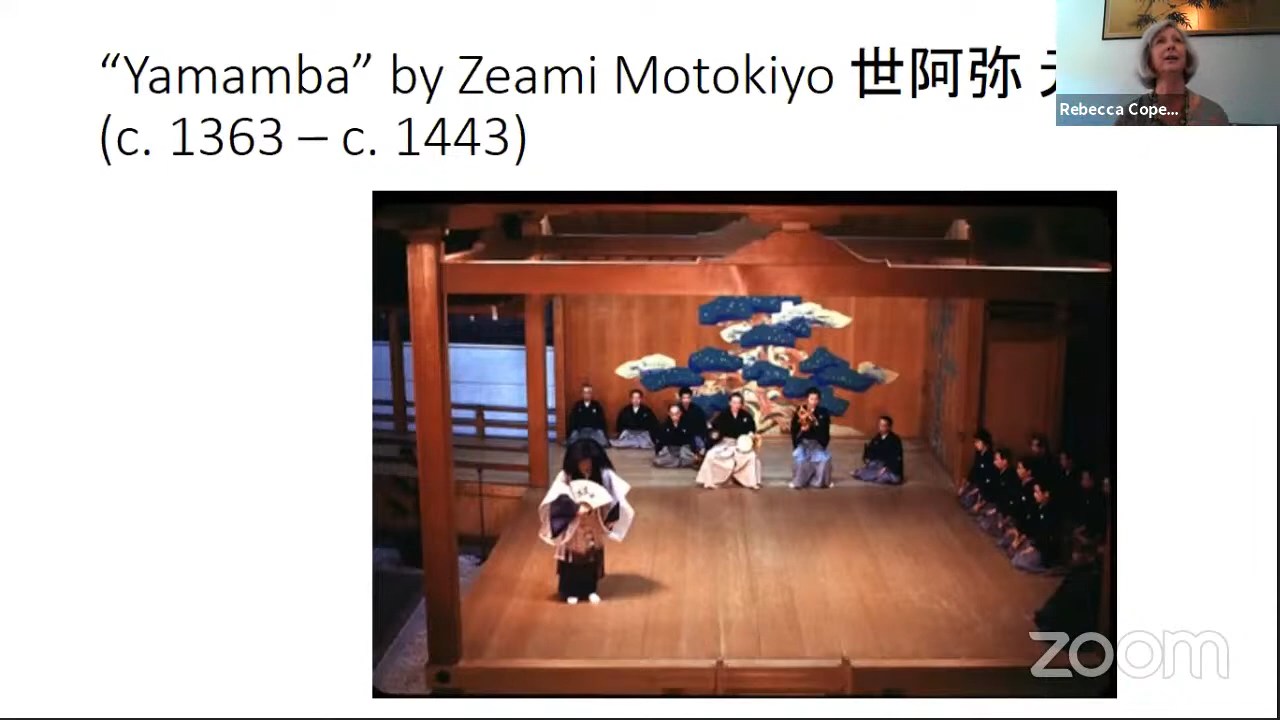 “Yamamba” by Zeami Motokiyo 世阿弥
(c. 1363 – c. 1443)
Rebecca Cope...
zoom